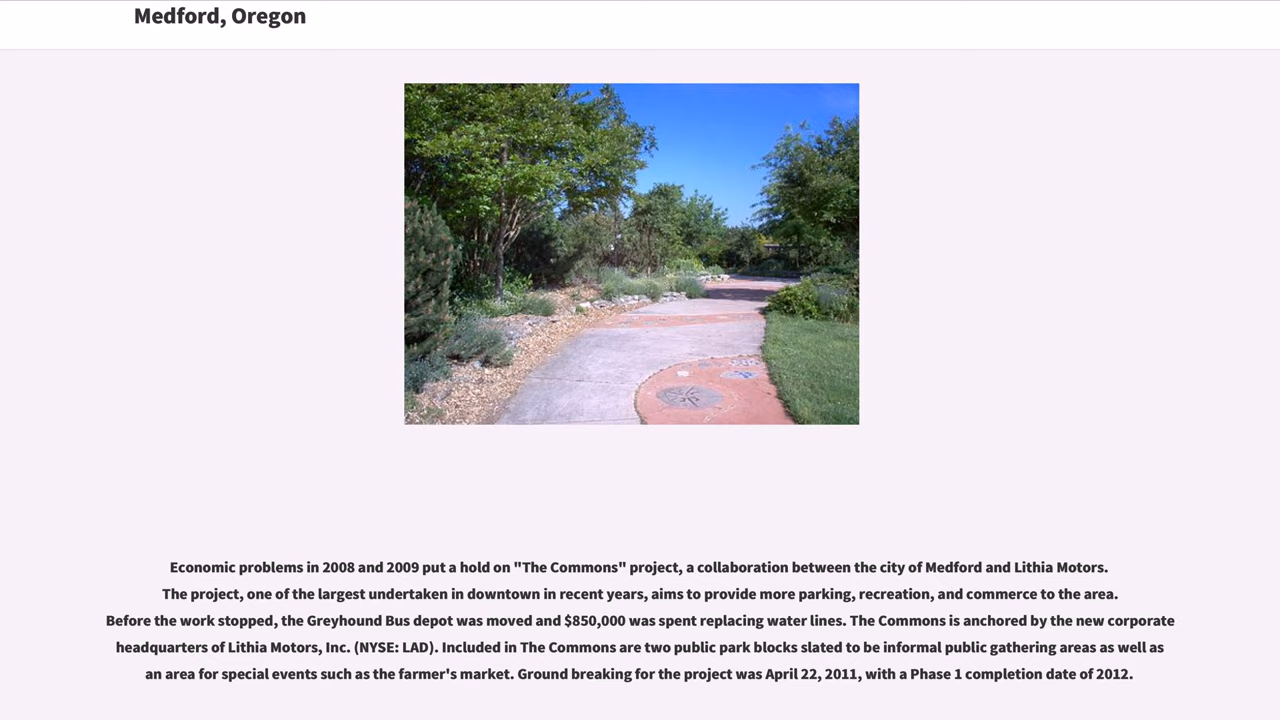 Medford, Oregon
Economic problems in 2008 and 2009 put a hold on "The Commons" project, a collaboration between the city of Medford and Lithia Motors.
The project, one of the largest undertaken in downtown in recent years, aims to provide more parking, recreation, and commerce to the area.
Before the work stopped, the Greyhound Bus depot was moved and $850,000 was spent replacing water lines. The Commons is anchored by the new corporate
headquarters of Lithia Motors, Inc. (NYSE: LAD). Included in The Commons are two public park blocks slated to be informal public gathering areas as well as
an area for special events such as the farmer's market. Ground breaking for the project was April 22, 2011, with a Phase 1 completion date of 2012.